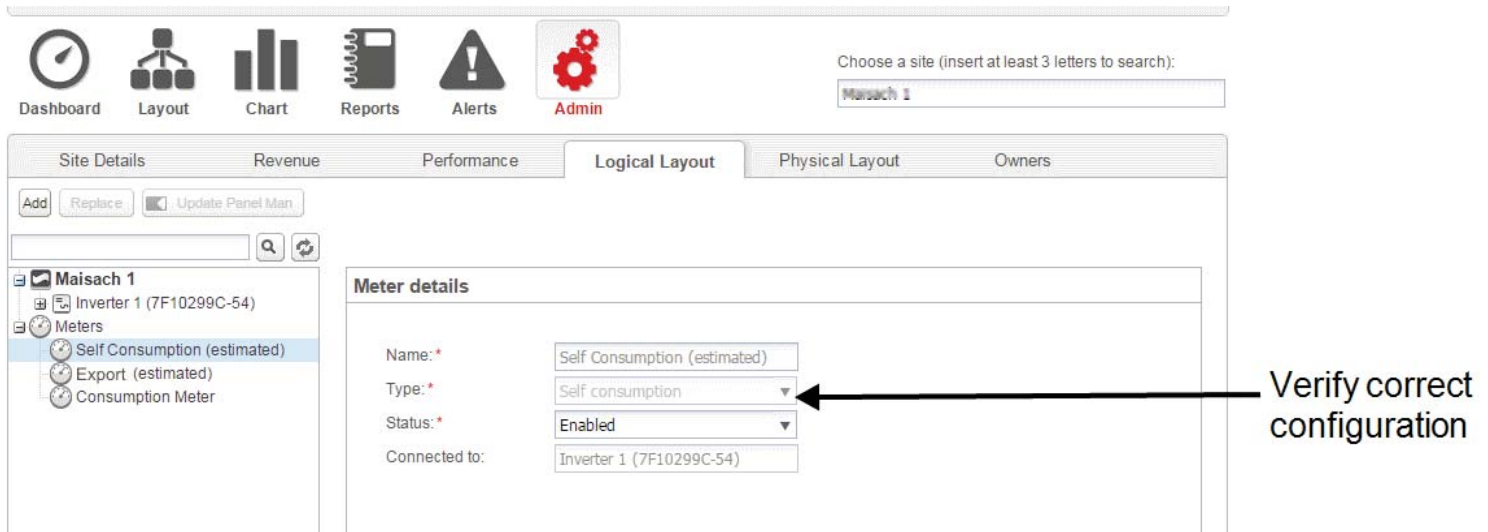 Choose a site (insert at least 3 letters to search):
Maisach 1
Dashboard Layout Chart Reports Alerts Admin
Site Details Revenue Performance Logical Layout Physical Layout Owners
Add Replace Update Panel Man
Maisach 1
Inverter 1 (7F10299C-54)
Meters
Self Consumption (estimated)
Export (estimated)
Consumption Meter
Meter details
Name:* Self Consumption (estimated)
Type:* Self consumption
Status:* Enabled
Connected to: Inverter 1 (7F10299C-54)
Verify correct
configuration